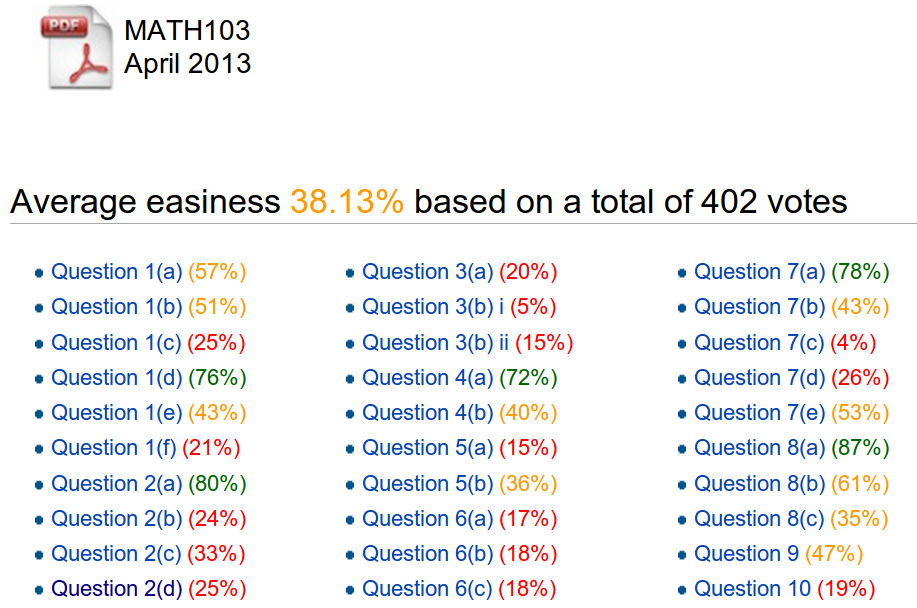 PDF
MATH103
April 2013
Average easiness 38.13% based on a total of 402 votes
Question 1(a) (57%)
Question 1(b) (51%)
Question 1(c) (25%)
Question 1(d) (76%)
Question 1(e) (43%)
Question 1(f) (21%)
Question 2(a) (80%)
Question 2(b) (24%)
Question 2(c) (33%)
Question 2(d) (25%)
Question 3(a) (20%)
Question 3(b) i (5%)
Question 3(b) ii (15%)
Question 4(a) (72%)
Question 4(b) (40%)
Question 5(a) (15%)
Question 5(b) (36%)
Question 6(a) (17%)
Question 6(b) (18%)
Question 6(c) (18%)
Question 7(a) (78%)
Question 7(b) (43%)
Question 7(c) (4%)
Question 7(d) (26%)
Question 7(e) (53%)
Question 8(a) (87%)
Question 8(b) (61%)
Question 8(c) (35%)
Question 9 (47%)
Question 10 (19%)